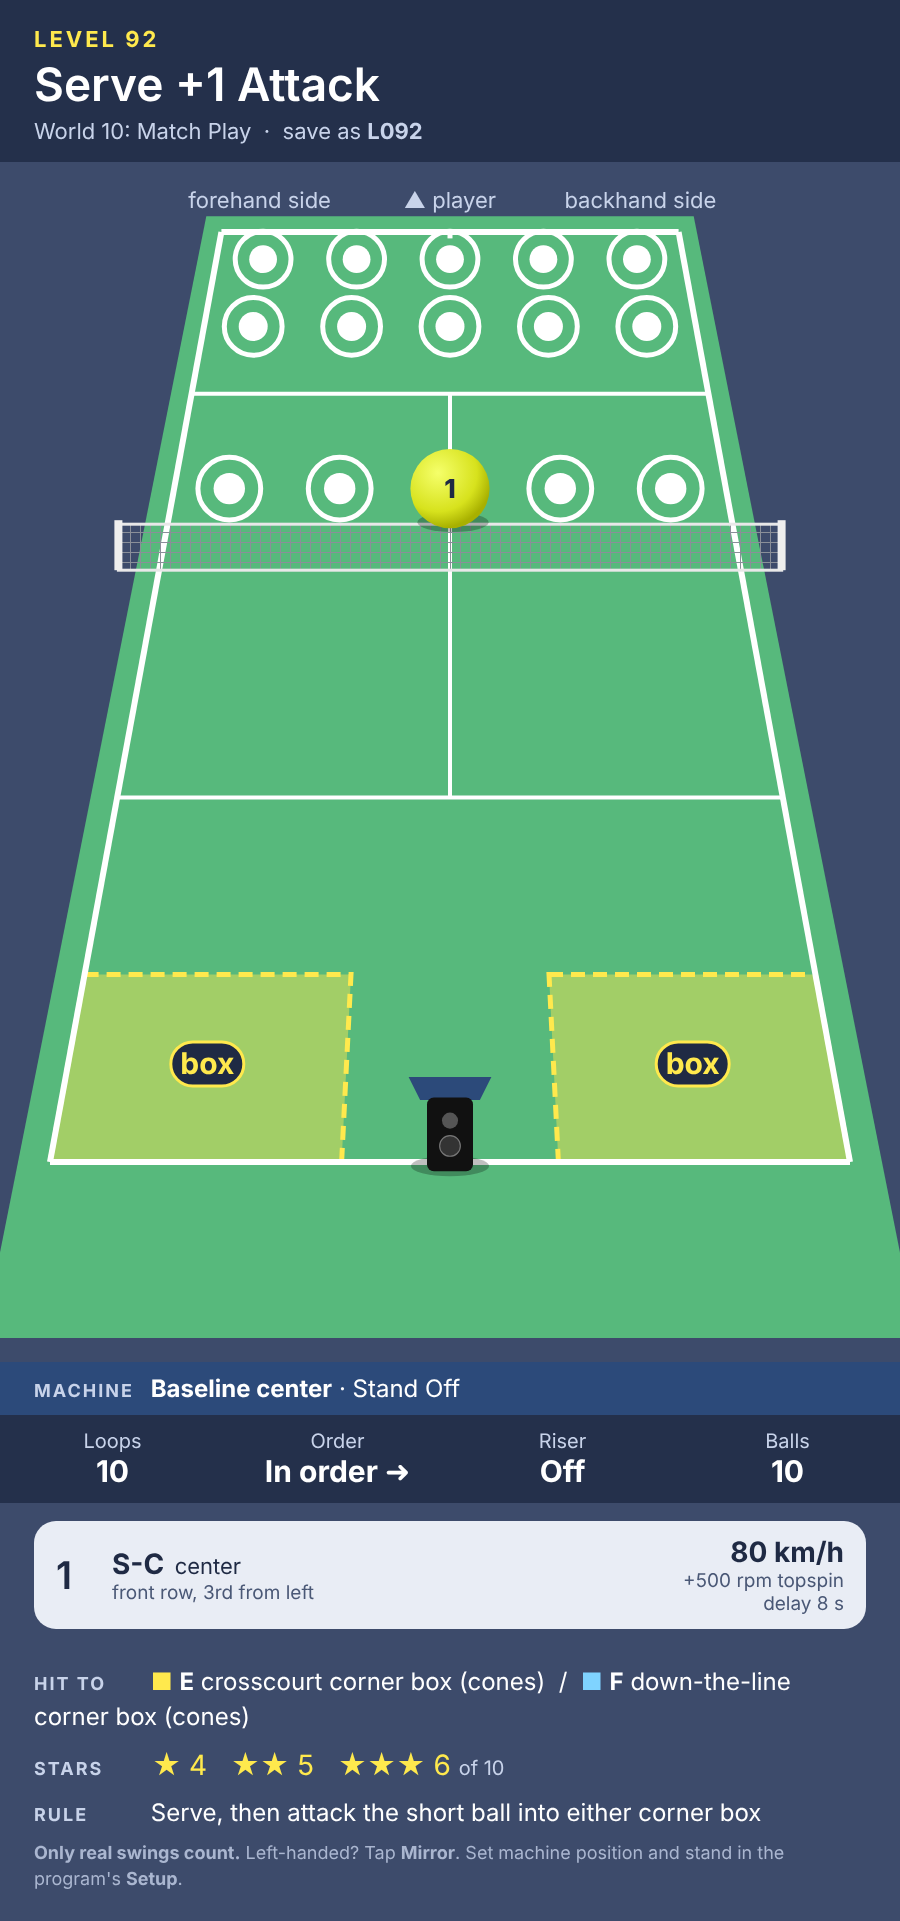 LEVEL 92
Serve +1 Attack
World 10: Match Play · save as L092
forehand side ▲ player backhand side
1
box box
MACHINE Baseline center · Stand Off
Loops Order Riser Balls
10 In order → Off 10
1 S-C center 80 km/h
front row, 3rd from left +500 rpm topspin
delay 8 s
HIT TO E crosscourt corner box (cones) / F down-the-line
corner box (cones)
STARS ★ 4 ★★ 5 ★★★ 6 of 10
RULE Serve, then attack the short ball into either corner box
Only real swings count. Left-handed? Tap Mirror. Set machine position and stand in the
program's Setup.